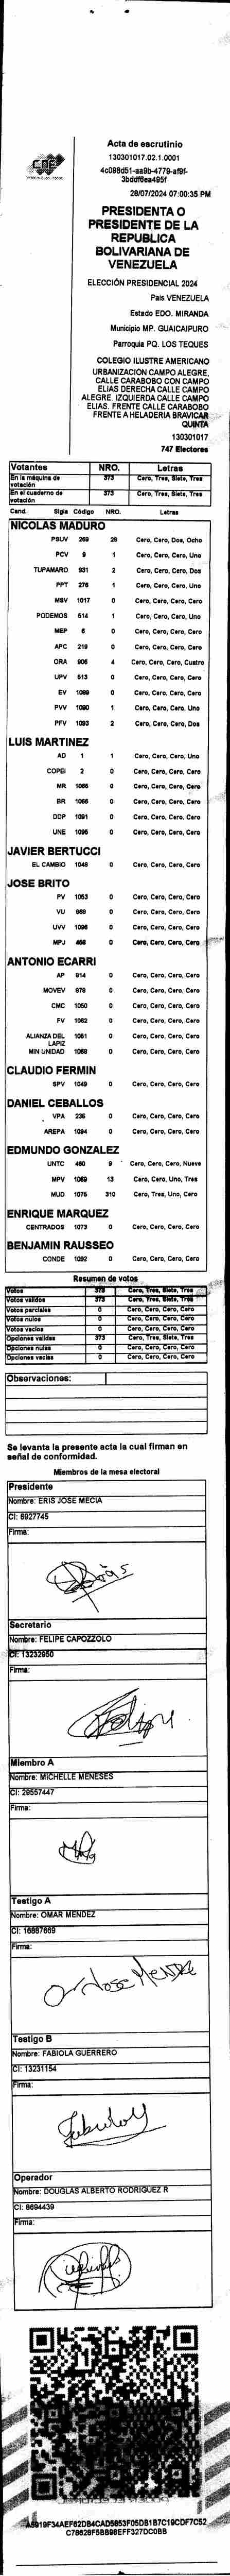 CNE
Acta de escrutinio
130301017.02.1.0001
4c098d51-aa9b-4779-af9f-
3bddf6ea495f
28/07/2024 07:00:35 PM
PRESIDENTA O
PRESIDENTE DE LA
REPUBLICA
BOLIVARIANA DE
VENEZUELA
ELECCIÓN PRESIDENCIAL 2024
Pais VENEZUELA
Estado EDO. MIRANDA
Municipio MP. GUAICAIPURO
Parroquia PQ. LOS TEQUES
COLEGIO ILUSTRE AMERICANO
URBANIZACION CAMPO ALEGRE,
CALLE CARABOBO CON CAMPO
ELIAS DERECHA CALLE CAMPO
ALEGRE. IZQUIERDA CALLE CAMPO
ELIAS. FRENTE CALLE CARABOBO
FRENTE A HELADERIA BRAVICAR
QUINTA
130301017
747 Electores
Votantes NRO. Letras
En la máquina de votación 373 Cero, Tres, Siete, Tres
En el cuaderno de votación 373 Cero, Tres, Siete, Tres
Cand. Sigla Código NRO. Letras
NICOLAS MADURO
PSUV 269 28 Cero, Cero, Dos, Ocho
PCV 9 1 Cero, Cero, Cero, Uno
TUPAMARO 931 2 Cero, Cero, Cero, Dos
PPT 276 1 Cero, Cero, Cero, Uno
MSV 1017 0 Cero, Cero, Cero, Cero
PODEMOS 514 1 Cero, Cero, Cero, Uno
MEP 6 0 Cero, Cero, Cero, Cero
APC 219 0 Cero, Cero, Cero, Cero
ORA 906 4 Cero, Cero, Cero, Cuatro
UPV 513 0 Cero, Cero, Cero, Cero
EV 1089 0 Cero, Cero, Cero, Cero
PVV 1090 1 Cero, Cero, Cero, Uno
PFV 1093 2 Cero, Cero, Cero, Dos
LUIS MARTINEZ
AD 1 1 Cero, Cero, Cero, Uno
COPEI 2 0 Cero, Cero, Cero, Cero
MR 1065 0 Cero, Cero, Cero, Cero
BR 1066 0 Cero, Cero, Cero, Cero
DDP 1091 0 Cero, Cero, Cero, Cero
UNE 1095 0 Cero, Cero, Cero, Cero
JAVIER BERTUCCI
EL CAMBIO 1048 0 Cero, Cero, Cero, Cero
JOSE BRITO
PV 1053 0 Cero, Cero, Cero, Cero
VU 969 0 Cero, Cero, Cero, Cero
UVV 1096 0 Cero, Cero, Cero, Cero
MPJ 458 0 Cero, Cero, Cero, Cero
ANTONIO ECARRI
AP 914 0 Cero, Cero, Cero, Cero
MOVEV 878 0 Cero, Cero, Cero, Cero
CMC 1050 0 Cero, Cero, Cero, Cero
FV 1062 0 Cero, Cero, Cero, Cero
ALIANZA DEL LAPIZ 1061 0 Cero, Cero, Cero, Cero
MIN UNIDAD 1068 0 Cero, Cero, Cero, Cero
CLAUDIO FERMIN
SPV 1049 0 Cero, Cero, Cero, Cero
DANIEL CEBALLOS
VPA 236 0 Cero, Cero, Cero, Cero
AREPA 1094 0 Cero, Cero, Cero, Cero
EDMUNDO GONZALEZ
UNTC 460 9 Cero, Cero, Cero, Nueve
MPV 1069 13 Cero, Cero, Uno, Tres
MUD 1075 310 Cero, Tres, Uno, Cero
ENRIQUE MARQUEZ
CENTRADOS 1073 0 Cero, Cero, Cero, Cero
BENJAMIN RAUSSEO
CONDE 1092 0 Cero, Cero, Cero, Cero
Resumen de votos
Votos 373 Cero, Tres, Siete, Tres
Votos validos 373 Cero, Tres, Siete, Tres
Votos parciales 0 Cero, Cero, Cero, Cero
Votos nulos 0 Cero, Cero, Cero, Cero
Votos vacios 0 Cero, Cero, Cero, Cero
Opciones validas 373 Cero, Tres, Siete, Tres
Opciones nulas 0 Cero, Cero, Cero, Cero
Opciones vacias 0 Cero, Cero, Cero, Cero
Observaciones:
Se levanta la presente acta la cual firman en
señal de conformidad.
Miembros de la mesa electoral
Presidente
Nombre: ERIS JOSE MECIA
CI: 6927745
Firma:
Secretario
Nombre: FELIPE CAPOZZOLO
CI: 13232950
Firma:
Miembro A
Nombre: MICHELLE MENESES
CI: 29557447
Firma:
Testigo A
Nombre: OMAR MENDEZ
CI: 16887669
Firma:
Testigo B
Nombre: FABIOLA GUERRERO
CI: 13231154
Firma:
Operador
Nombre: DOUGLAS ALBERTO RODRIGUEZ R
CI: 8694439
Firma:
A5919F34AEF62DB4CAD5653F05DB1B7C19CDF7C52
C78628F5BB98EFF327DC0BB